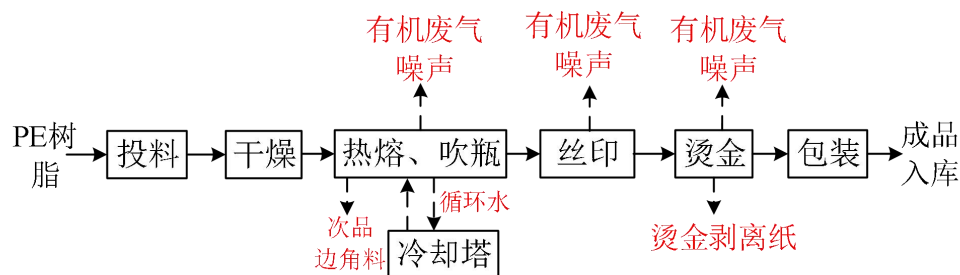 有机废气
噪声
有机废气
噪声
有机废气
噪声
PE树
脂
投料
干燥
热熔、吹瓶
丝印
烫金
包装
成品
入库
次品
边角料
循环水
冷却塔
烫金剥离纸